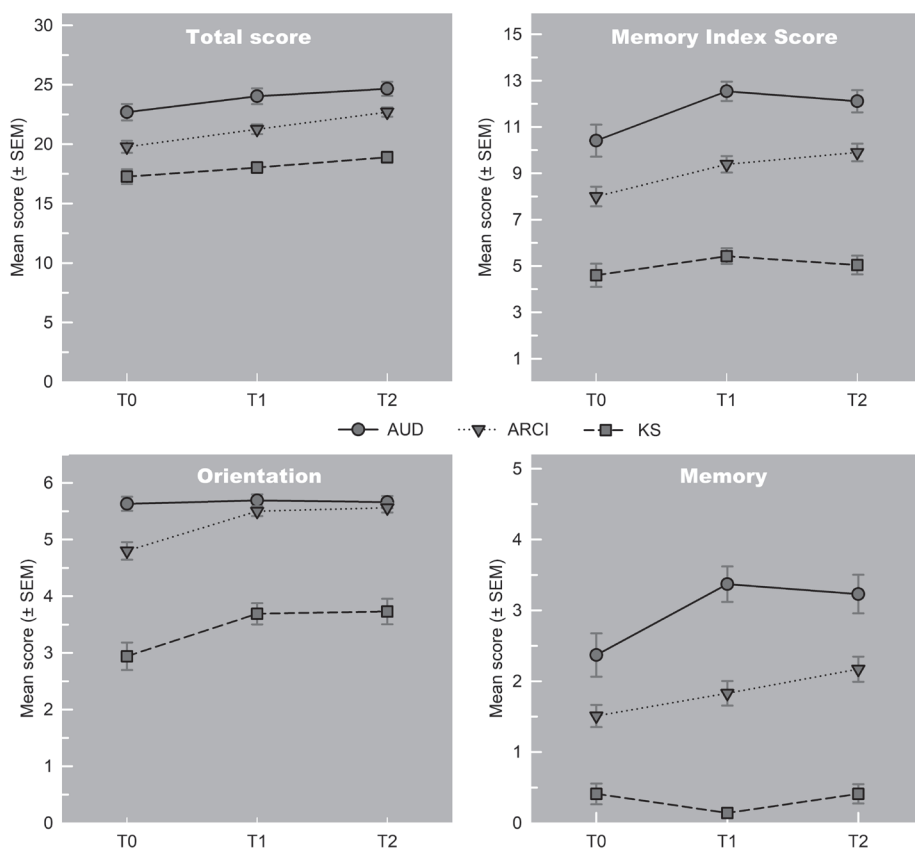 Total score
Mean score (± SEM)
30
25
20
15
10
5
0
T0 T1 T2
Memory Index Score
Mean score (± SEM)
15
13
11
9
7
5
3
1
T0 T1 T2
AUD ARCI KS
Orientation
Mean score (± SEM)
6
5
4
3
2
1
0
T0 T1 T2
Memory
Mean score (± SEM)
5
4
3
2
1
0
T0 T1 T2